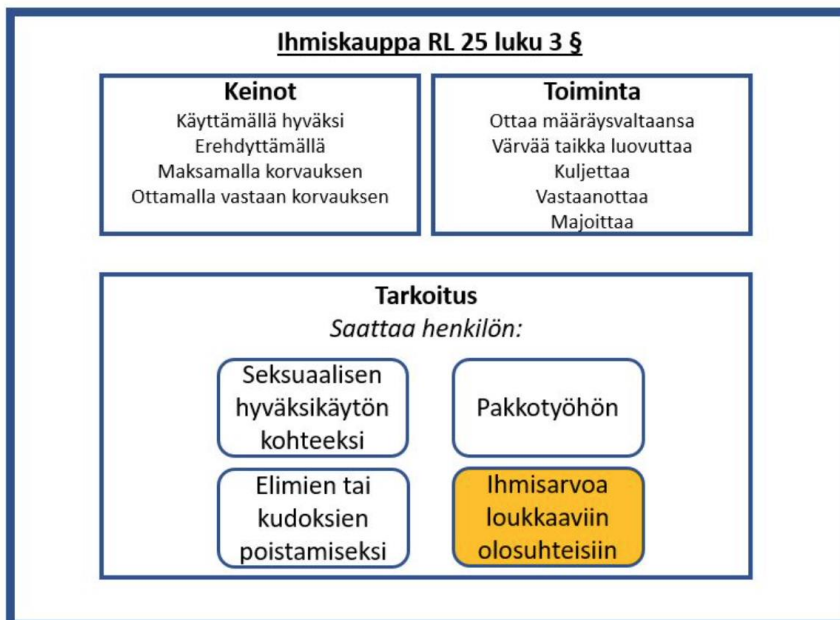 Ihmiskauppa RL 25 luku 3 §
Keinot
Käyttämällä hyväksi
Erehdyttämällä
Maksamalla korvauksen
Ottamalla vastaan korvauksen
Toiminta
Ottaa määräysvaltaansa
Värvää taikka luovuttaa
Kuljettaa
Vastaanottaa
Majoittaa
Tarkoitus
Saattaa henkilön:
Seksuaalisen
hyväksikäytön
kohteeksi
Pakkotyöhön
Elimien tai
kudoksien
poistamiseksi
Ihmisarvoa
loukkaaviin
olosuhteisiin